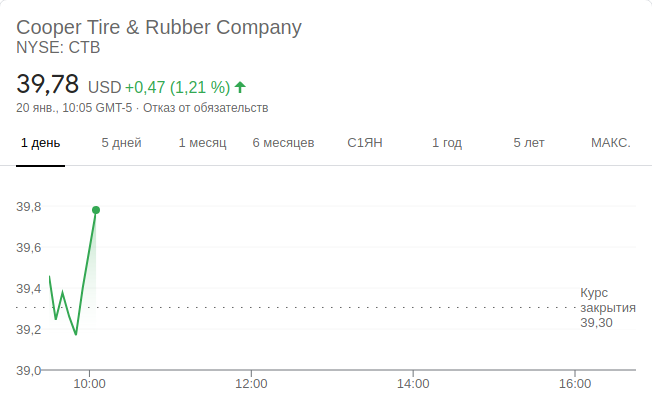 Cooper Tire & Rubber Company
NYSE: CTB
39,78 USD +0,47 (1,21 %)
20 янв., 10:05 GMT-5 · Отказ от обязательств
1 день 5 дней 1 месяц 6 месяцев С1ЯН 1 год 5 лет МАКС.
39,8
39,6
39,4
39,2
39,0
Курс
закрытия
39,30
10:00 12:00 14:00 16:00